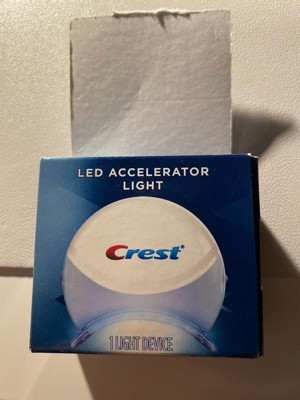 LED ACCELERATOR
LIGHT
Crest
1 LIGHT DEVICE